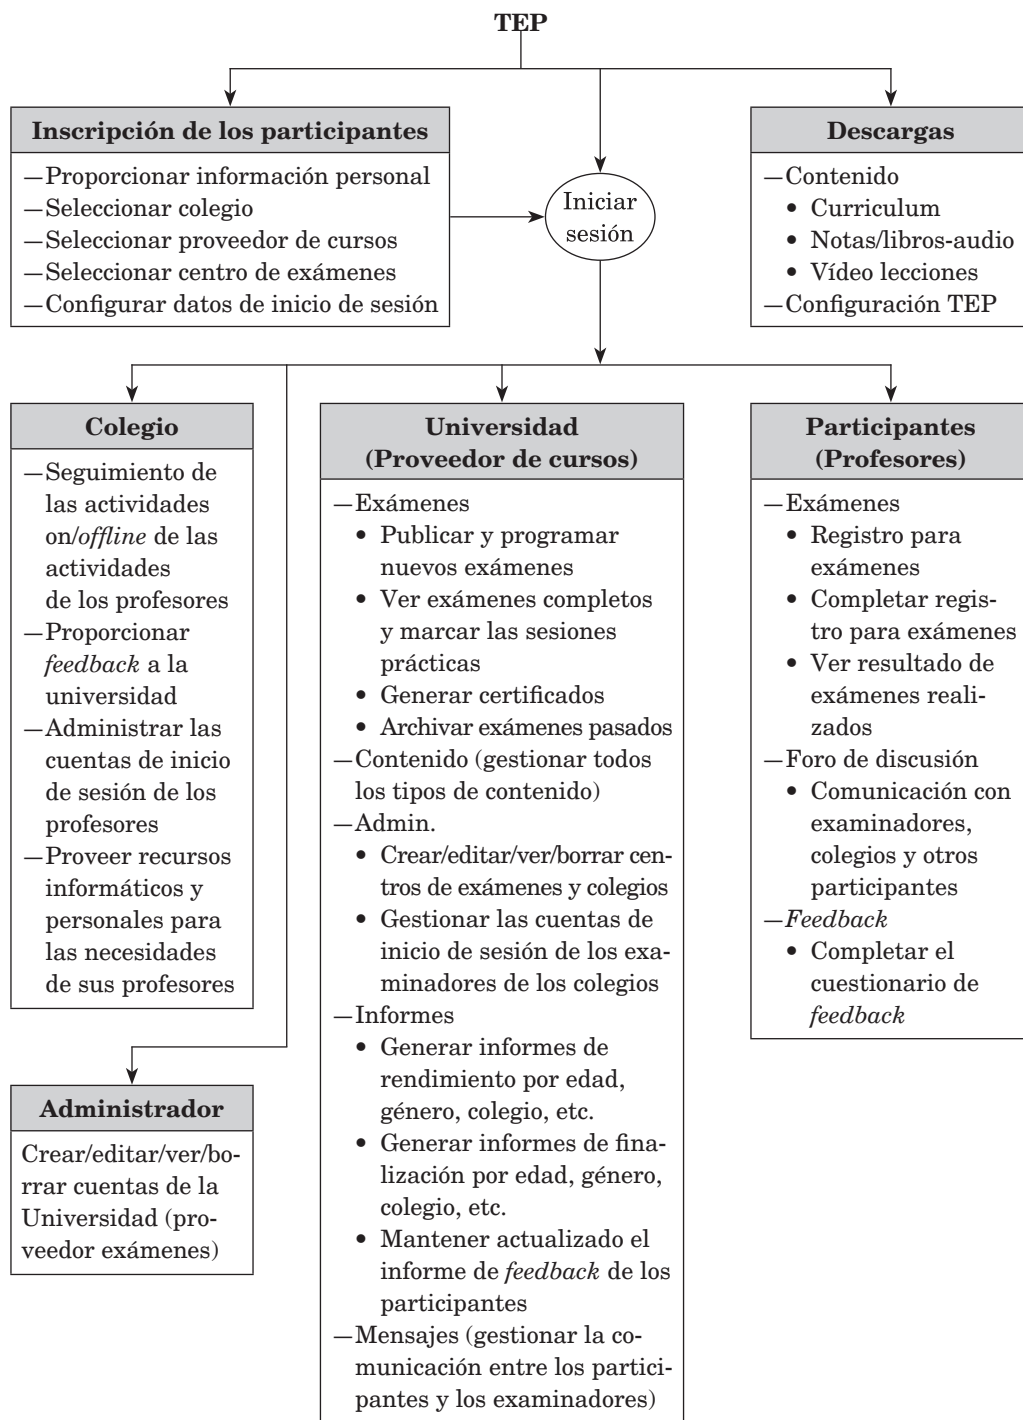 TEP
Inscripción de los participantes
—Proporcionar información personal
—Seleccionar colegio
—Seleccionar proveedor de cursos
—Seleccionar centro de exámenes
—Configurar datos de inicio de sesión
Iniciar
sesión
Descargas
—Contenido
• Curriculum
• Notas/libros-audio
• Vídeo lecciones
—Configuración TEP
Colegio
—Seguimiento de
las actividades
on/offline de las
actividades
de los profesores
—Proporcionar
feedback a la
universidad
—Administrar las
cuentas de inicio
de sesión de los
profesores
—Proveer recursos
informáticos y
personales para
las necesidades
de sus profesores
Administrador
Crear/editar/ver/bo-
rrar cuentas de la
Universidad (pro-
veedor exámenes)
Universidad
(Proveedor de cursos)
—Exámenes
• Publicar y programar
nuevos exámenes
• Ver exámenes completos
y marcar las sesiones
prácticas
• Generar certificados
• Archivar exámenes pasados
—Contenido (gestionar todos
los tipos de contenido)
—Admin.
• Crear/editar/ver/borrar cen-
tros de exámenes y colegios
• Gestionar las cuentas de
inicio de sesión de los exa-
minadores de los colegios
—Informes
• Generar informes de
rendimiento por edad,
género, colegio, etc.
• Generar informes de fina-
lización por edad, género,
colegio, etc.
• Mantener actualizado el
informe de feedback de los
participantes
—Mensajes (gestionar la co-
municación entre los partici-
pantes y los examinadores)
Participantes
(Profesores)
—Exámenes
• Registro para
exámenes
• Completar regis-
tro para exámenes
• Ver resultado de
exámenes reali-
zados
—Foro de discusión
• Comunicación con
examinadores,
colegios y otros
participantes
—Feedback
• Completar el
cuestionario de
feedback